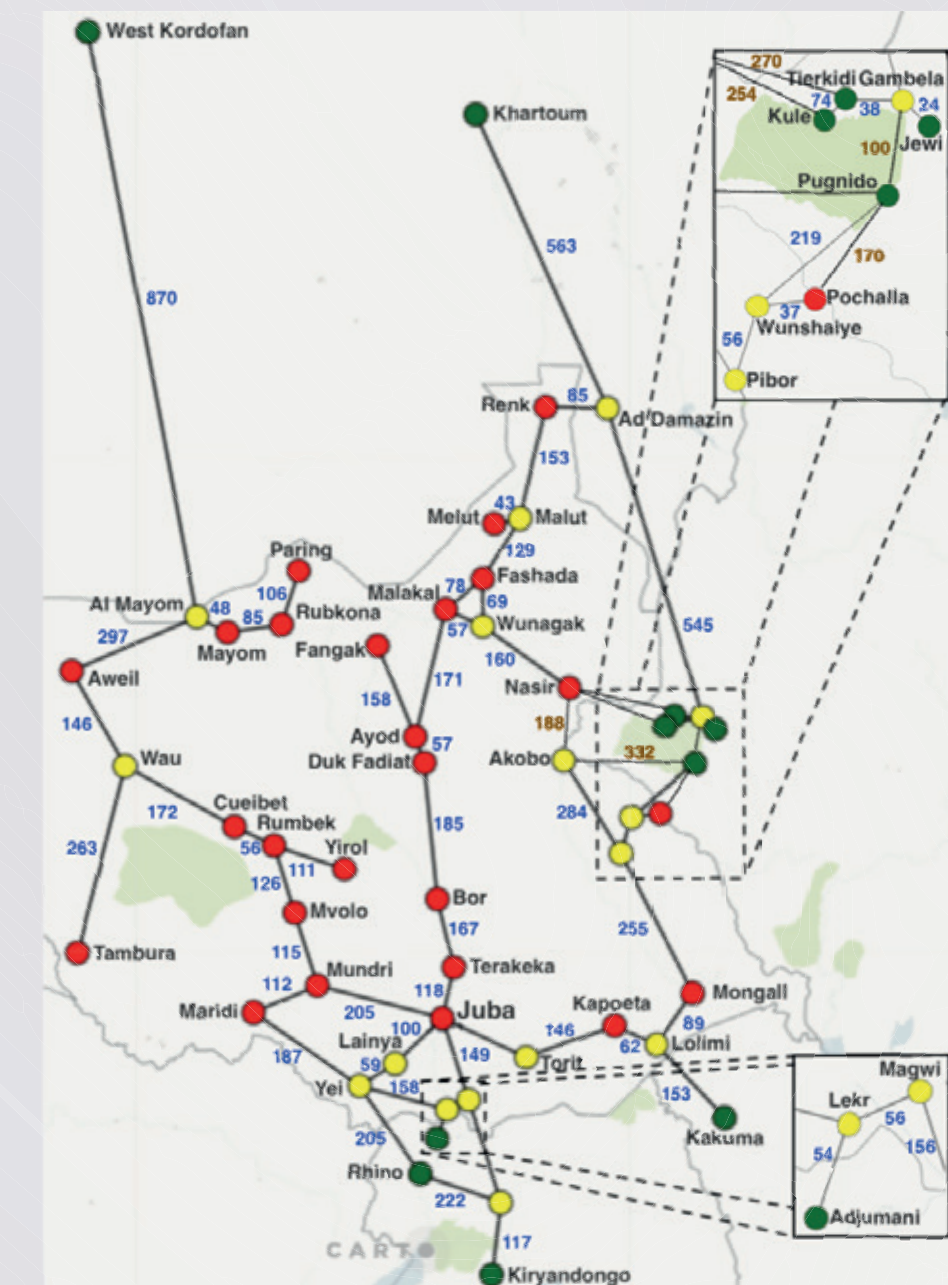 West Kordofan
Khartoum
870
563
270
Tierkidi Gambela
254
74
38
24
Kule
Jewi
100
Pugnido
219
170
Pochalla
37
Wunshaiye
56
Pibor
Renk
85
Ad'Damazin
153
43
Melut
Malut
129
Paring
Fashada
Malakal
78
106
69
Al Mayom
48
85
Rubkona
57
Wunagak
545
297
Mayom
Fangak
160
171
Aweil
Nasir
158
188
146
Ayod
57
332
Wau
Duk Fadiat
Akobo
172
Cueibet
284
185
Rumbek
263
56
Yirol
111
126
Bor
Mvolo
167
255
115
Tambura
Mundri
Terakeka
112
118
Mongall
Maridi
205
Juba
Kapoeta
89
100
146
62
Lolimi
Lainya
187
59
149
Torit
Yei
158
153
Magwi
Lekr
56
Kakuma
156
205
54
Rhino
222
Adjumani
117
CARTO
Kiryandongo